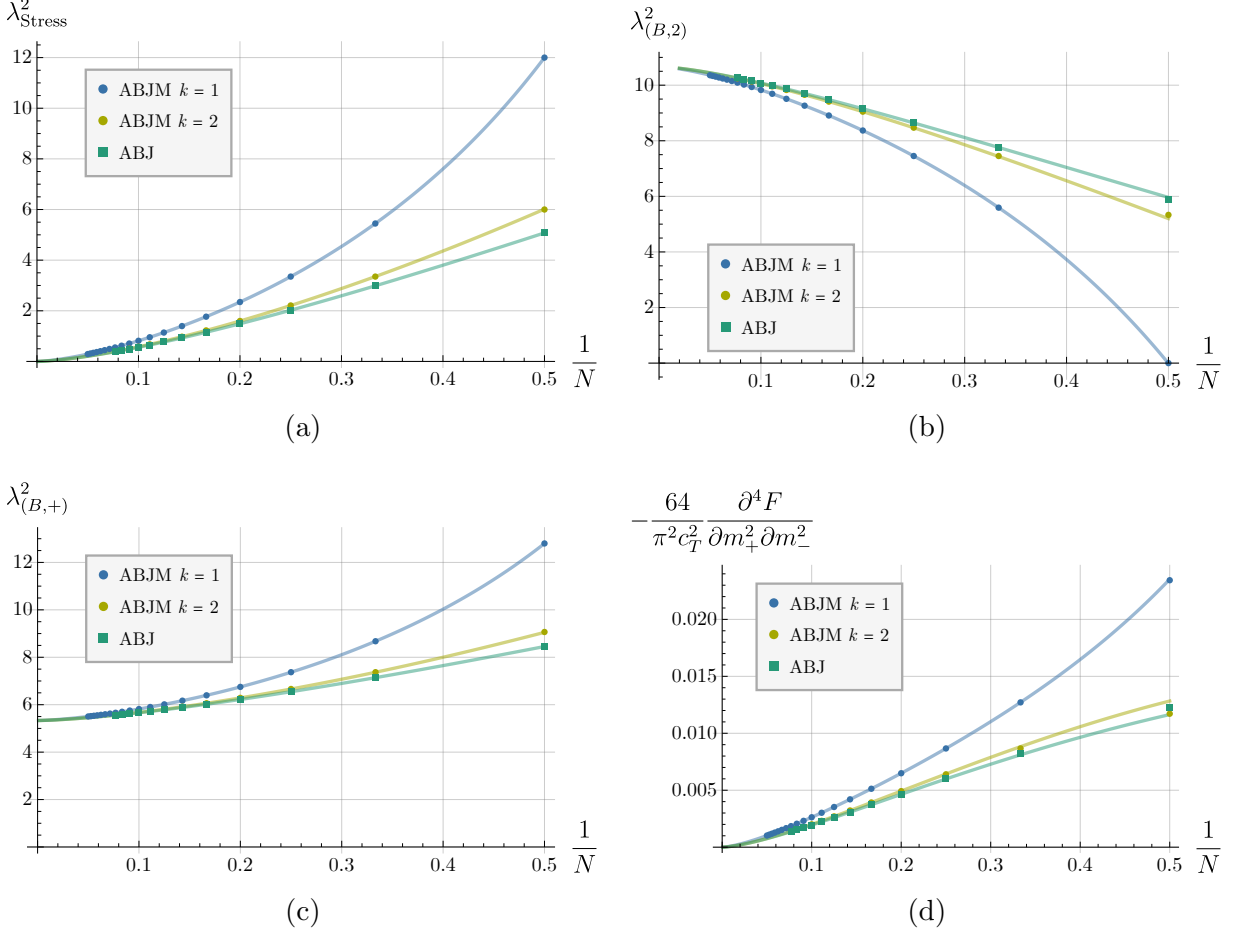 λ²_Stress
12
10
8
6
4
2
0.1 0.2 0.3 0.4 0.5
1/N
ABJM k = 1
ABJM k = 2
ABJ
(a)
λ²_(B,2)
10
8
6
4
2
0.1 0.2 0.3 0.4 0.5
1/N
ABJM k = 1
ABJM k = 2
ABJ
(b)
λ²_(B,+)
12
10
8
6
4
2
0.1 0.2 0.3 0.4 0.5
1/N
ABJM k = 1
ABJM k = 2
ABJ
(c)
−64/(π²c_T²) ∂⁴F/(∂m₊²∂m₋²)
0.020
0.015
0.010
0.005
0.1 0.2 0.3 0.4 0.5
1/N
ABJM k = 1
ABJM k = 2
ABJ
(d)